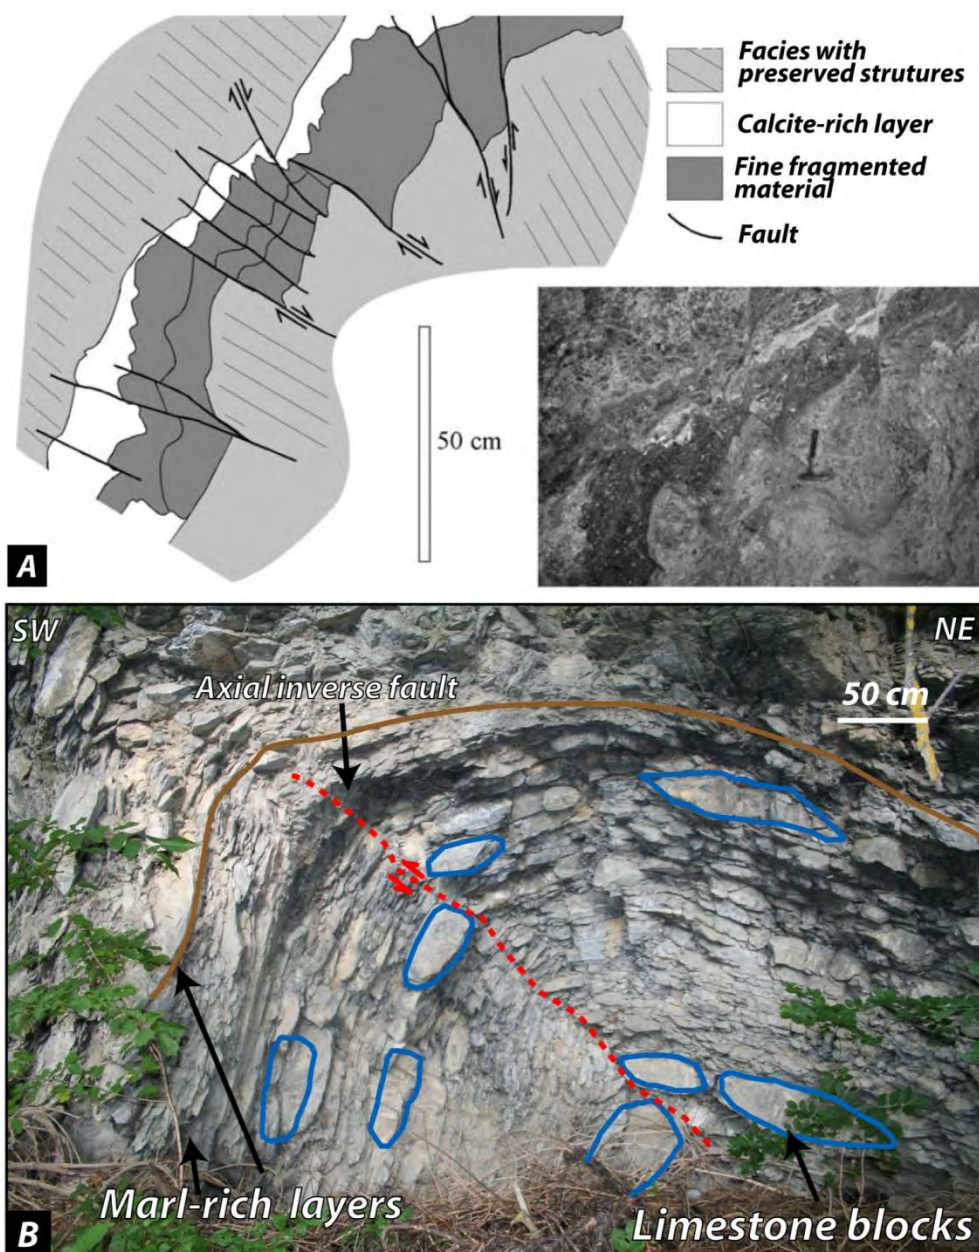 Facies with
preserved strutures
Calcite-rich layer
Fine fragmented
material
Fault
50 cm
A
SW
NE
Axial inverse fault
50 cm
Marl-rich layers
Limestone blocks
B